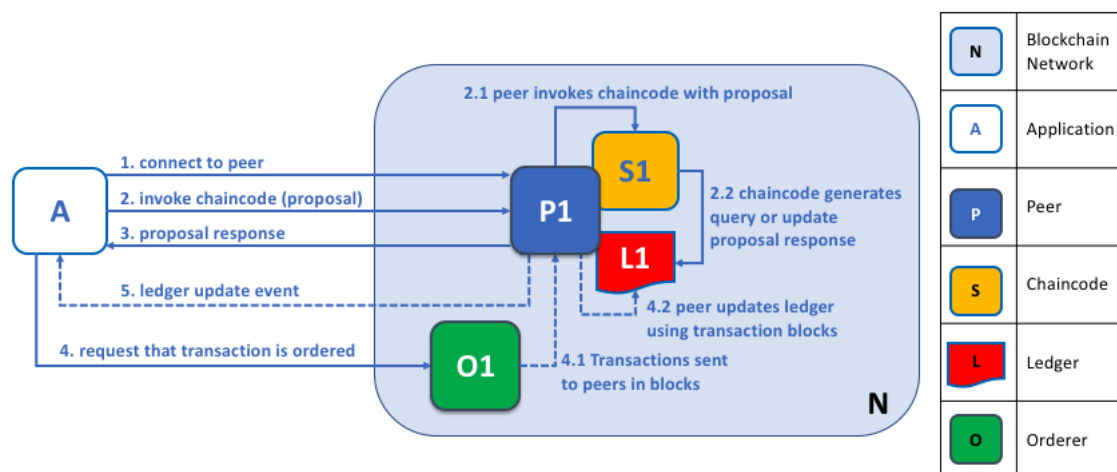 2.1 peer invokes chaincode with proposal
1. connect to peer
2. invoke chaincode (proposal)
3. proposal response
5. ledger update event
4. request that transaction is ordered
A
P1
S1
L1
O1
2.2 chaincode generates
query or update
proposal response
4.2 peer updates ledger
using transaction blocks
4.1 Transactions sent
to peers in blocks
N
N
Blockchain
Network
A
Application
P
Peer
S
Chaincode
L
Ledger
O
Orderer